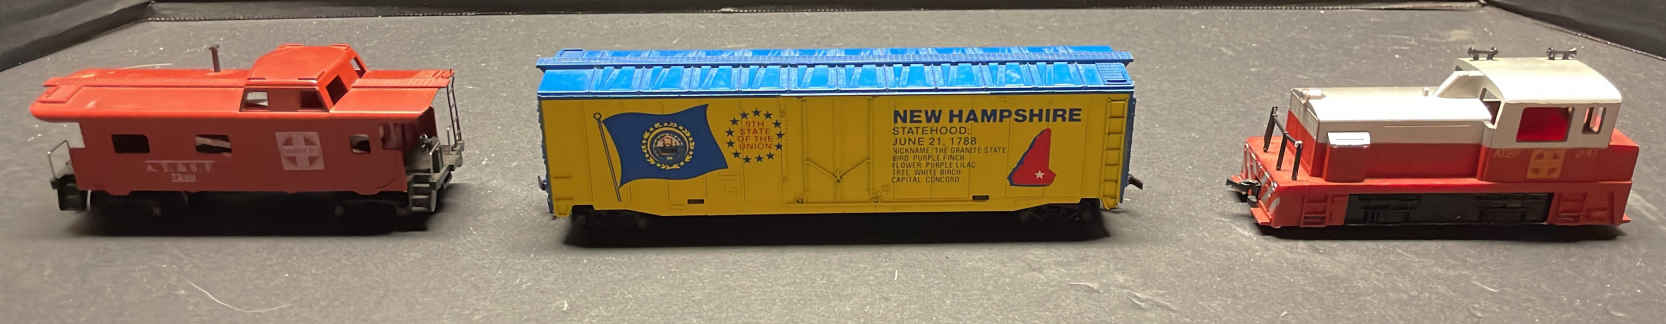 A. T. & S. F.
9TH
STATE
OF THE
UNION
NEW HAMPSHIRE
STATEHOOD:
JUNE 21, 1788
NICKNAME: THE GRANITE STATE
BIRD: PURPLE FINCH
FLOWER: PURPLE LILAC
TREE: WHITE BIRCH
CAPITAL: CONCORD